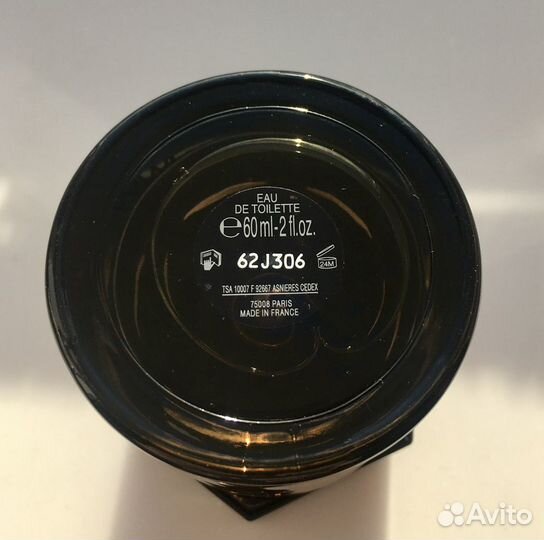 EAU
DE TOILETTE
℮60 ml-2 fl.oz.
62J306
24M
TSA 10007 F 92667 ASNIERES CEDEX
75008 PARIS
MADE IN FRANCE
Avito